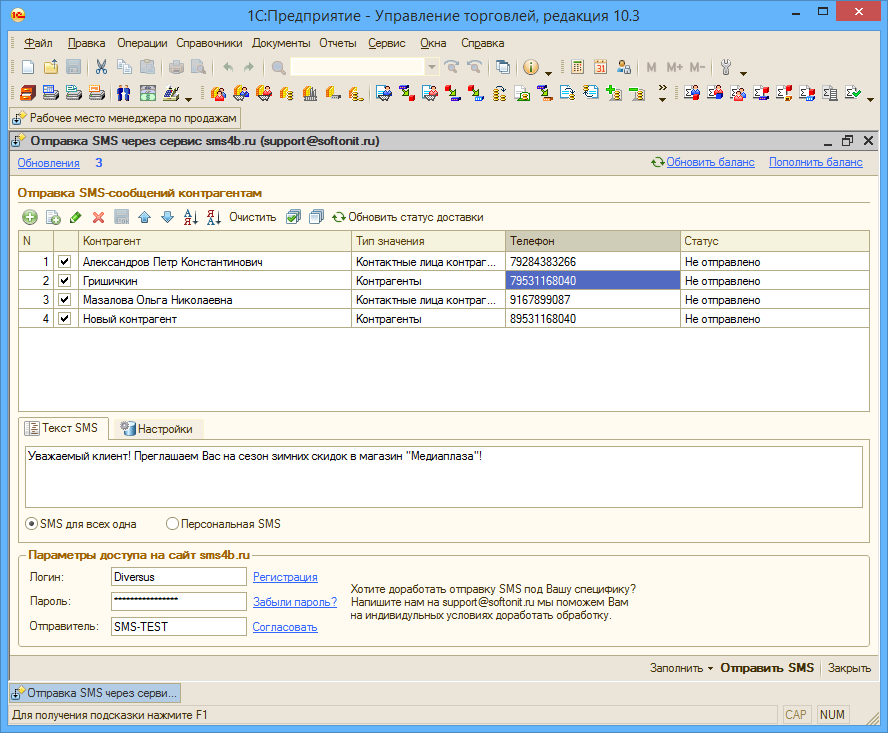 1С:Предприятие - Управление торговлей, редакция 10.3
Файл Правка Операции Справочники Документы Отчеты Сервис Окна Справка
M M+ M-
Рабочее место менеджера по продажам
Отправка SMS через сервис sms4b.ru (support@softonit.ru)
Обновления 3 Обновить баланс Пополнить баланс
Отправка SMS-сообщений контрагентам
Очистить Обновить статус доставки
N Контрагент Тип значения Телефон Статус
1 Александров Петр Константинович Контактные лица контраг... 79284383266 Не отправлено
2 Гришичкин Контрагенты 79531168040 Не отправлено
3 Мазалова Ольга Николаевна Контактные лица контраг... 9167899087 Не отправлено
4 Новый контрагент Контрагенты 89531168040 Не отправлено
Текст SMS Настройки
Уважаемый клиент! Преглашаем Вас на сезон зимних скидок в магазин "Медиаплаза"!
SMS для всех одна Персональная SMS
Параметры доступа на сайт sms4b.ru
Логин: Diversus Регистрация
Хотите доработать отправку SMS под Вашу специфику?
Пароль: **************** Забыли пароль? Напишите нам на support@softonit.ru мы поможем Вам
на индивидульных условиях доработать обработку.
Отправитель: SMS-TEST Согласовать
Заполнить Отправить SMS Закрыть
Отправка SMS через серви...
Для получения подсказки нажмите F1 CAP NUM